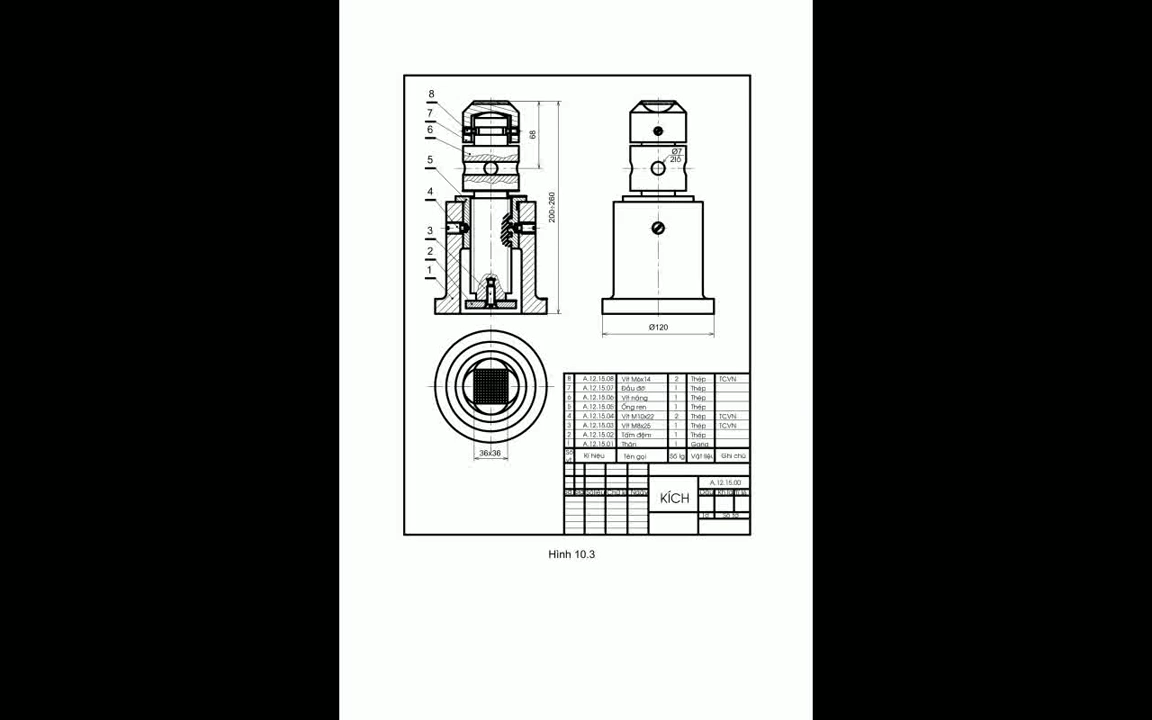 8
7
6
5
4
3
2
1
68
200÷260
Ø7
2lỗ
Ø120
36x36
8 A.12.15.08 Vít M6x14 2 Thép TCVN
7 A.12.15.07 Đầu đỡ 1 Thép
6 A.12.15.06 Vít nâng 1 Thép
5 A.12.15.05 Ống ren 1 Thép
4 A.12.15.04 Vít M10x22 2 Thép TCVN
3 A.12.15.03 Vít M8x25 1 Thép TCVN
2 A.12.15.02 Tấm đệm 1 Thép
1 A.12.15.01 Thân 1 Gang
Kí hiệu Tên gọi Số lg Vật liệu Ghi chú
A.12.15.00
KÍCH
Hình 10.3